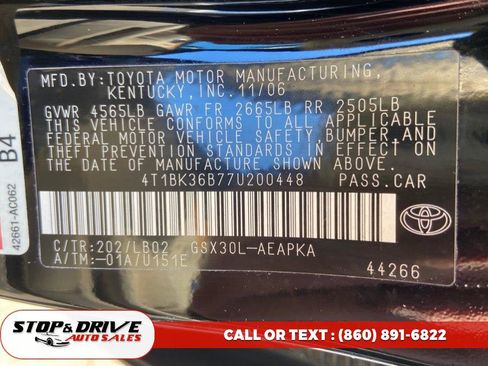 MFD.BY:TOYOTA MOTOR MANUFACTURING,
KENTUCKY, INC. 11/06
GVWR 4565LB GAWR FR 2665LB RR 2505LB
THIS VEHICLE CONFORMS TO ALL APPLICABLE
FEDERAL MOTOR VEHICLE SAFETY, BUMPER AND
THEFT PREVENTION STANDARDS IN EFFECT ON
THE DATE OF MANUFACTURE SHOWN ABOVE.
4T1BK36B77U200448 PASS.CAR
C/TR:202/LB02 GSX30L-AEAPKA
A/TM:-01A/U151E
44266
TOYOTA
B4
42661-AC062
STOP & DRIVE
AUTO SALES
CALL OR TEXT : (860) 891-6822